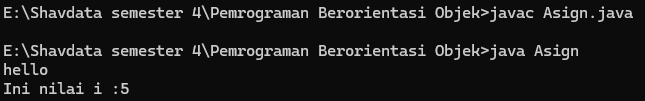 E:\Shavdata semester 4\Pemrograman Berorientasi Objek>javac Asign.java
E:\Shavdata semester 4\Pemrograman Berorientasi Objek>java Asign
hello
Ini nilai i :5